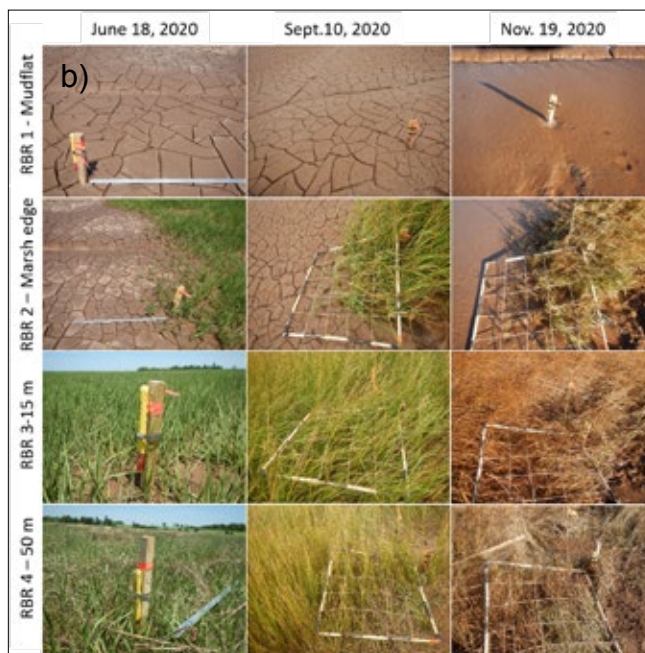 June 18, 2020
Sept.10, 2020
Nov. 19, 2020
b)
RBR 1 - Mudflat
RBR 2 – Marsh edge
RBR 3-15 m
RBR 4 – 50 m